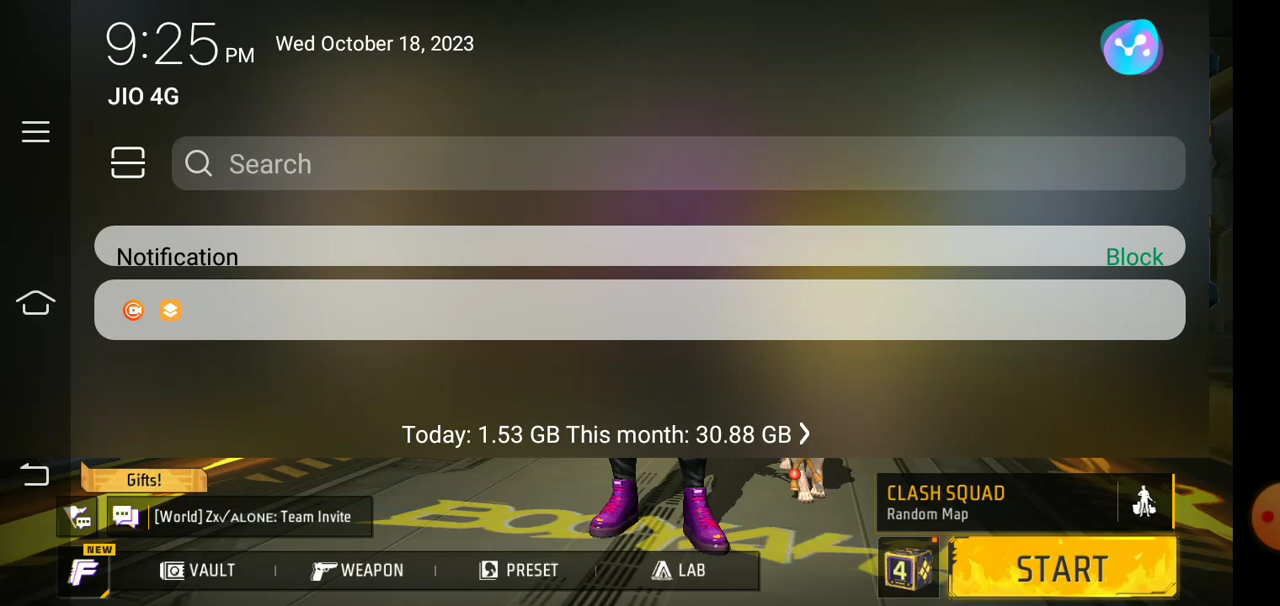 9:25 PM Wed October 18, 2023
JIO 4G
Search
Notification Block
Today: 1.53 GB This month: 30.88 GB
Gifts!
[World] Zx✓ALONE: Team Invite
CLASH SQUAD
Random Map
NEW
VAULT WEAPON PRESET LAB
4
START